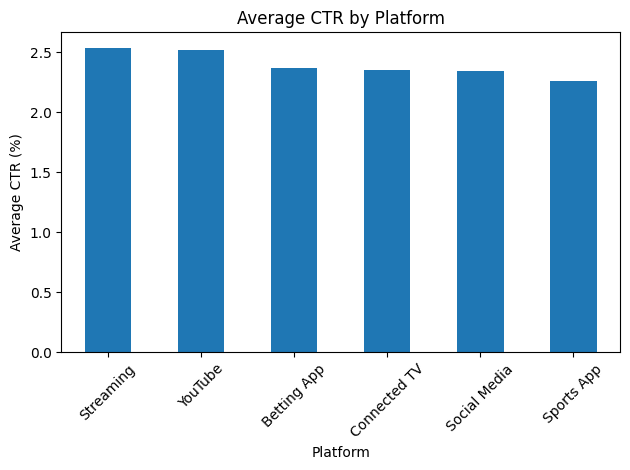 Average CTR by Platform
Average CTR (%)
2.5
2.0
1.5
1.0
0.5
0.0
Streaming
YouTube
Betting App
Connected TV
Social Media
Sports App
Platform